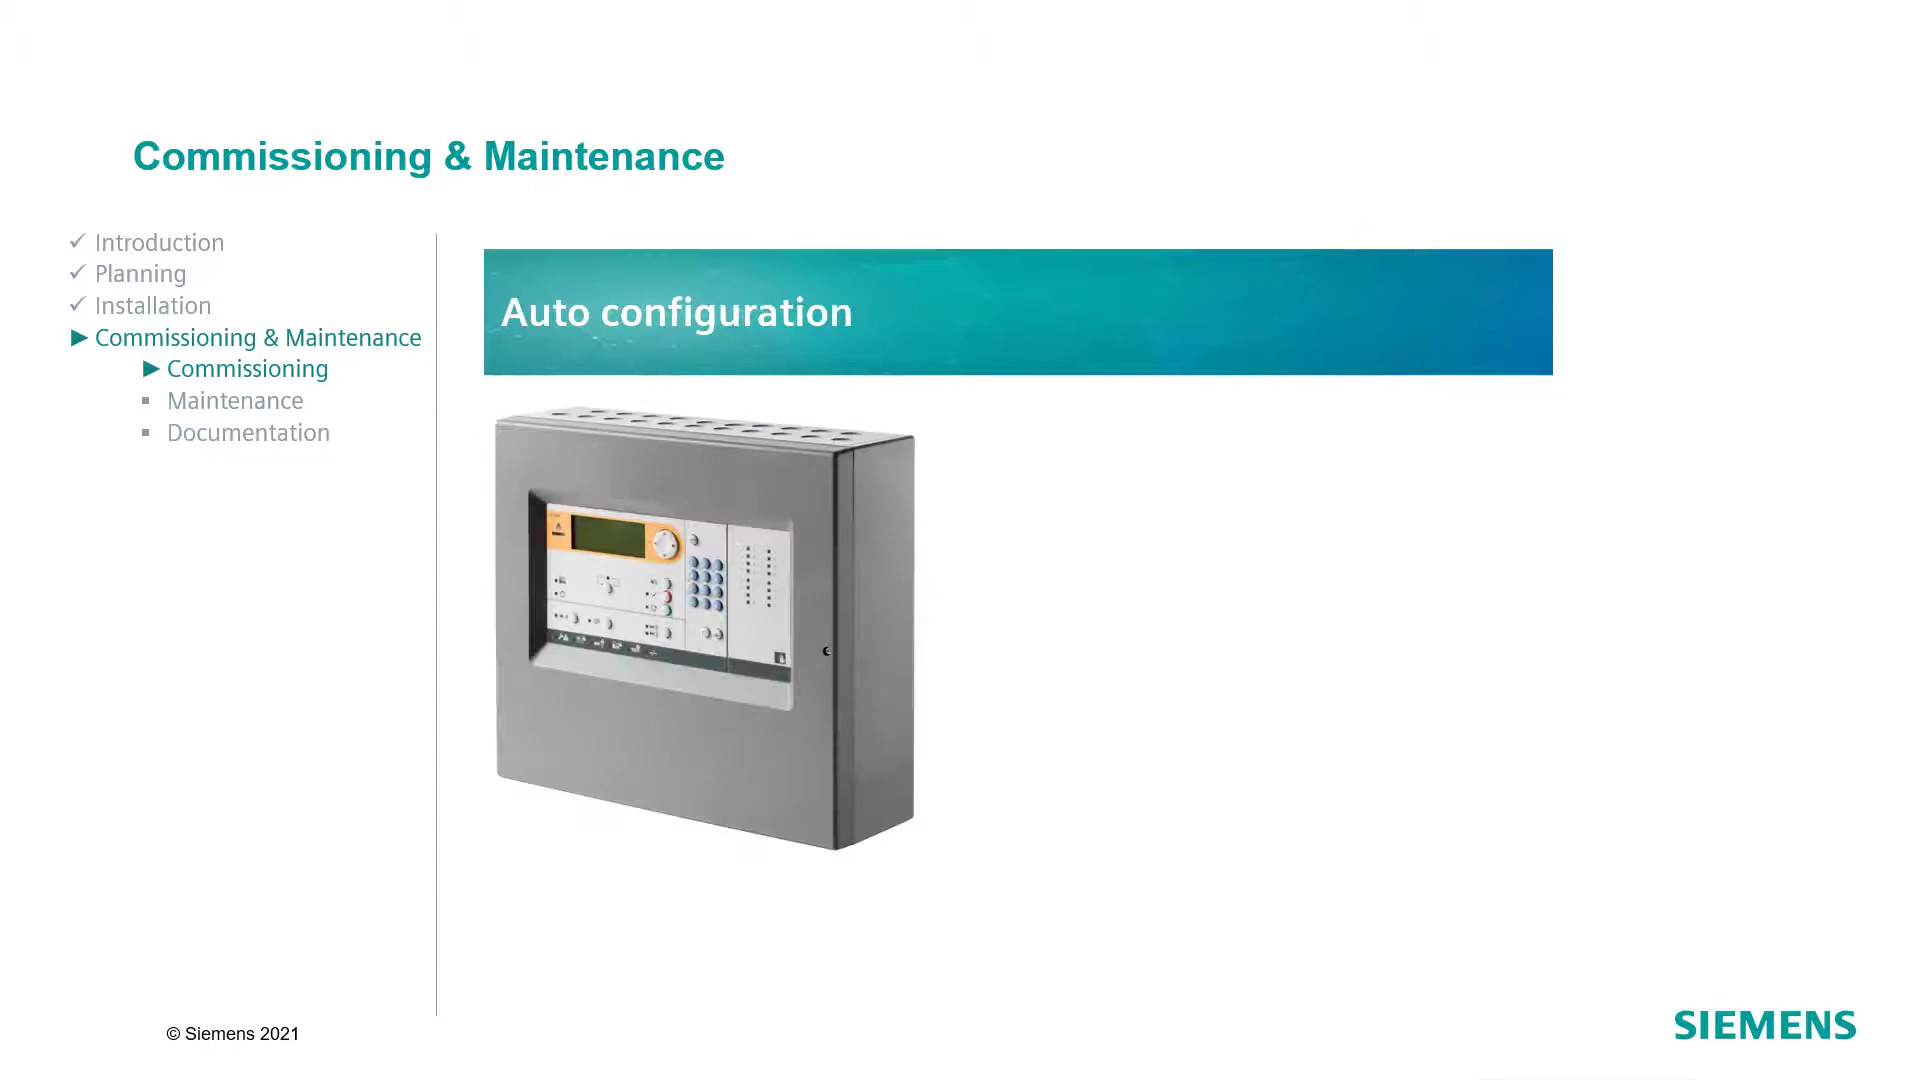 Commissioning & Maintenance
✓ Introduction
✓ Planning
✓ Installation
► Commissioning & Maintenance
► Commissioning
▪ Maintenance
▪ Documentation
Auto configuration
© Siemens 2021
SIEMENS